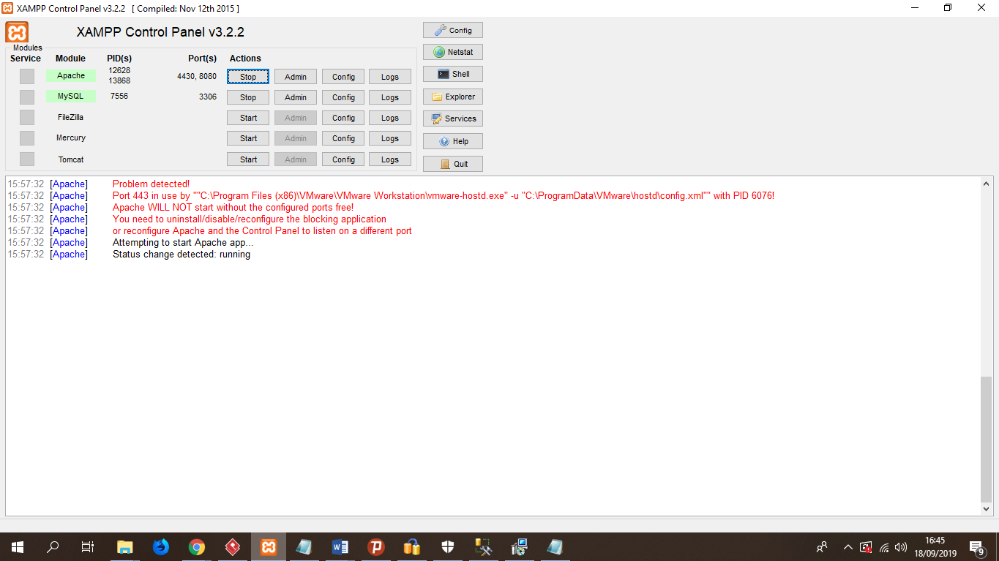 XAMPP Control Panel v3.2.2 [ Compiled: Nov 12th 2015 ]
XAMPP Control Panel v3.2.2
Config
Modules
Service Module PID(s) Port(s) Actions
Netstat
Apache 12628 13868 4430, 8080 Stop Admin Config Logs
Shell
MySQL 7556 3306 Stop Admin Config Logs
Explorer
FileZilla Start Admin Config Logs
Services
Mercury Start Admin Config Logs
Help
Tomcat Start Admin Config Logs
Quit
15:57:32 [Apache] Problem detected!
15:57:32 [Apache] Port 443 in use by ""C:\Program Files (x86)\VMware\VMware Workstation\vmware-hostd.exe" -u "C:\ProgramData\VMware\hostd\config.xml"" with PID 6076!
15:57:32 [Apache] Apache WILL NOT start without the configured ports free!
15:57:32 [Apache] You need to uninstall/disable/reconfigure the blocking application
15:57:32 [Apache] or reconfigure Apache and the Control Panel to listen on a different port
15:57:32 [Apache] Attempting to start Apache app...
15:57:32 [Apache] Status change detected: running
16:45
18/09/2019
9